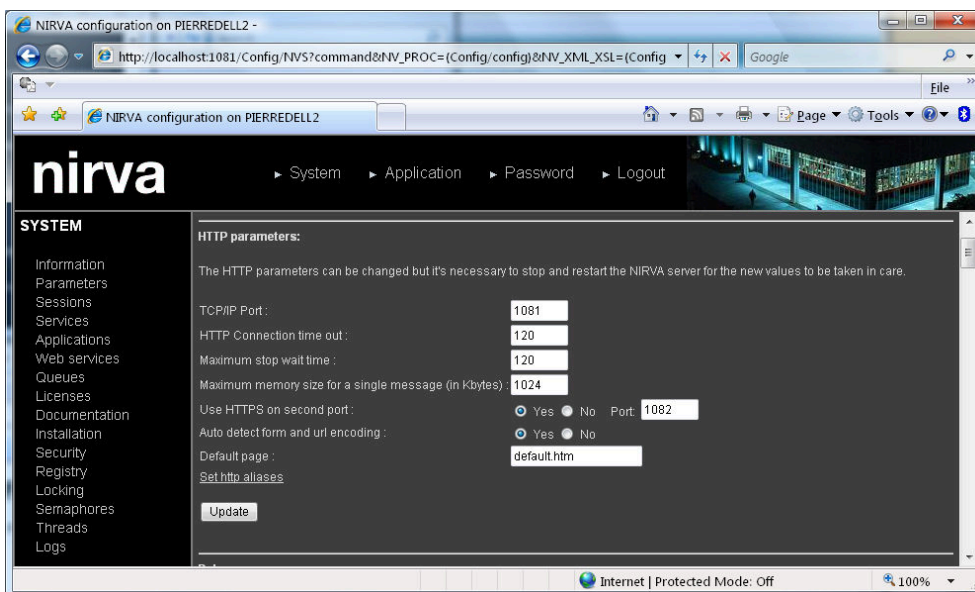 NIRVA configuration on PIERREDELL2 -
http://localhost:1081/Config/NVS?command&NV_PROC=(Config/config)&NV_XML_XSL=(Config
Google
File
NIRVA configuration on PIERREDELL2
Page
Tools
nirva
System
Application
Password
Logout
SYSTEM
Information
Parameters
Sessions
Services
Applications
Web services
Queues
Licenses
Documentation
Installation
Security
Registry
Locking
Semaphores
Threads
Logs
HTTP parameters:
The HTTP parameters can be changed but it's necessary to stop and restart the NIRVA server for the new values to be taken in care.
TCP/IP Port : 1081
HTTP Connection time out : 120
Maximum stop wait time : 120
Maximum memory size for a single message (in Kbytes) : 1024
Use HTTPS on second port : Yes No Port: 1082
Auto detect form and url encoding : Yes No
Default page : default.htm
Set http aliases
Update
Internet | Protected Mode: Off
100%